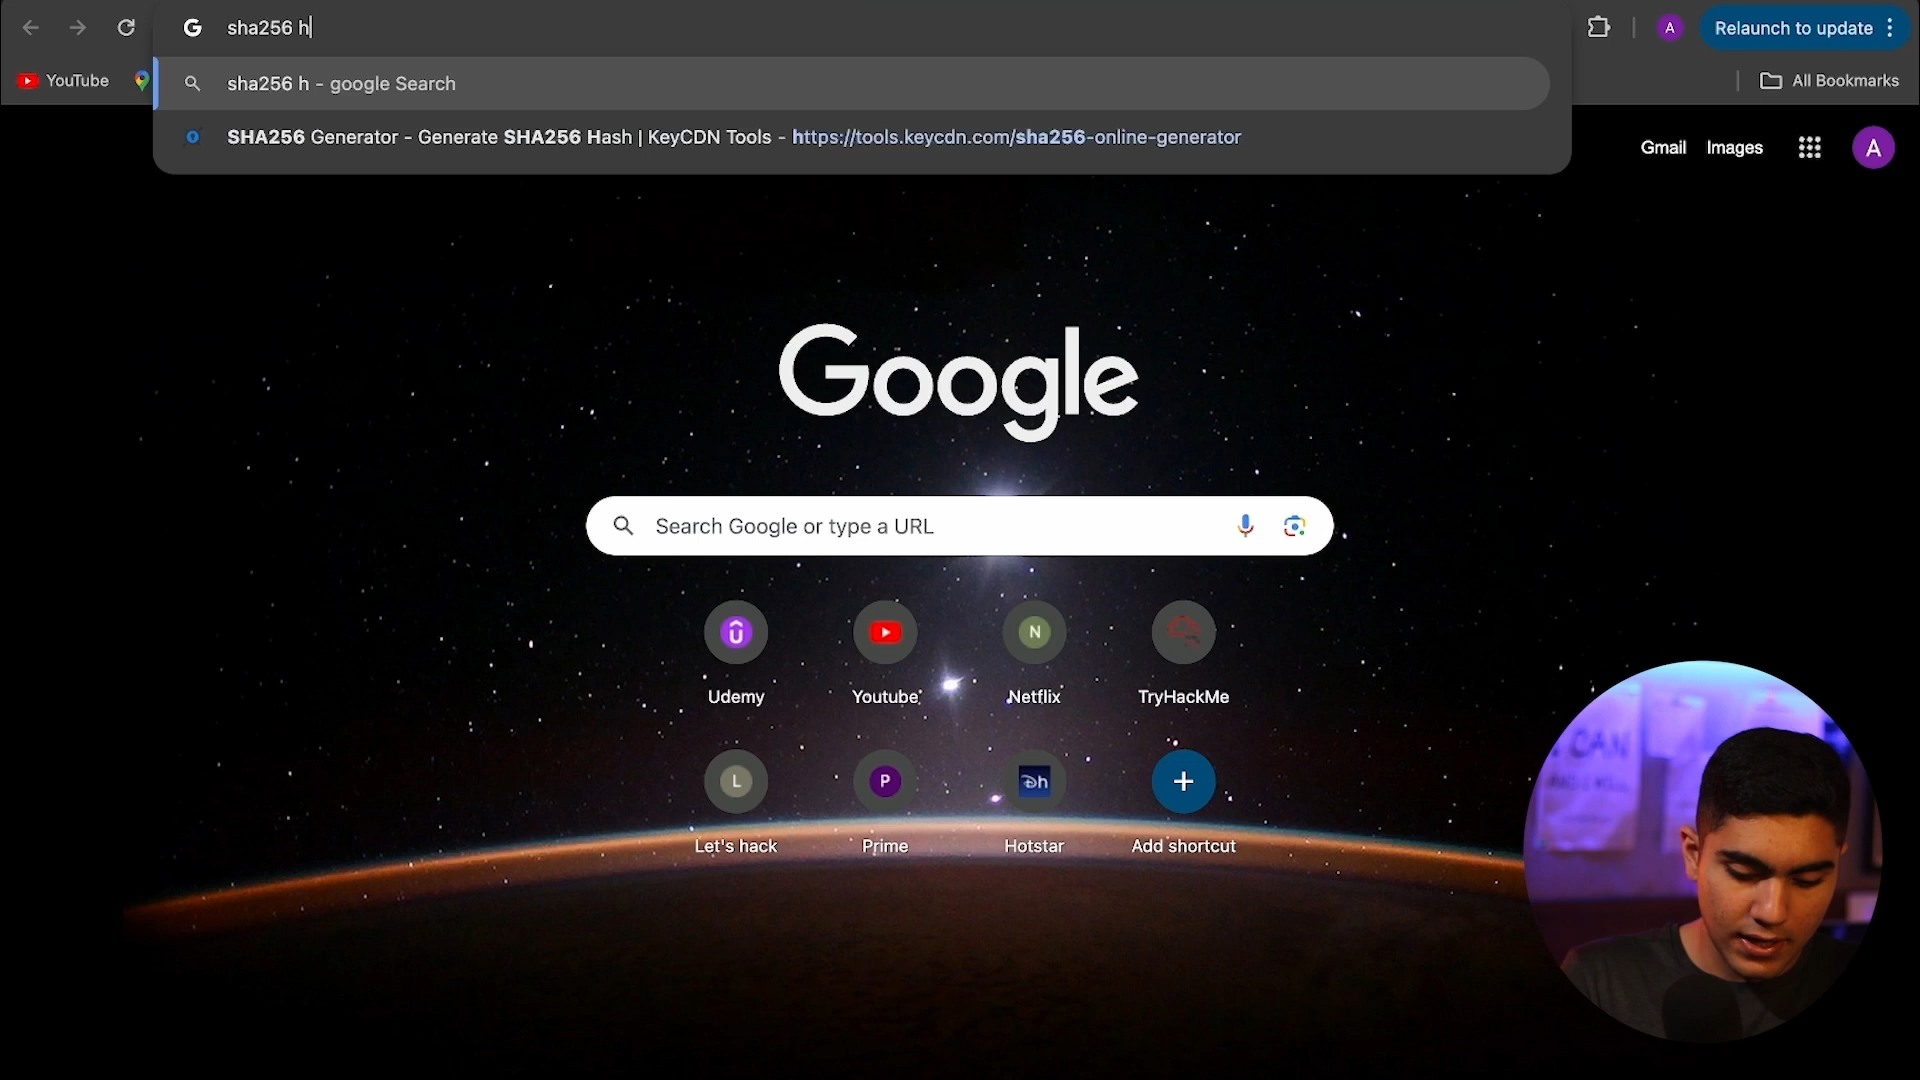 sha256 h
Relaunch to update
A
YouTube
All Bookmarks
sha256 h - google Search
SHA256 Generator - Generate SHA256 Hash | KeyCDN Tools - https://tools.keycdn.com/sha256-online-generator
Gmail
Images
A
Google
Search Google or type a URL
N
Udemy
Youtube
Netflix
TryHackMe
L
P
Dh
Let's hack
Prime
Hotstar
Add shortcut
CAN